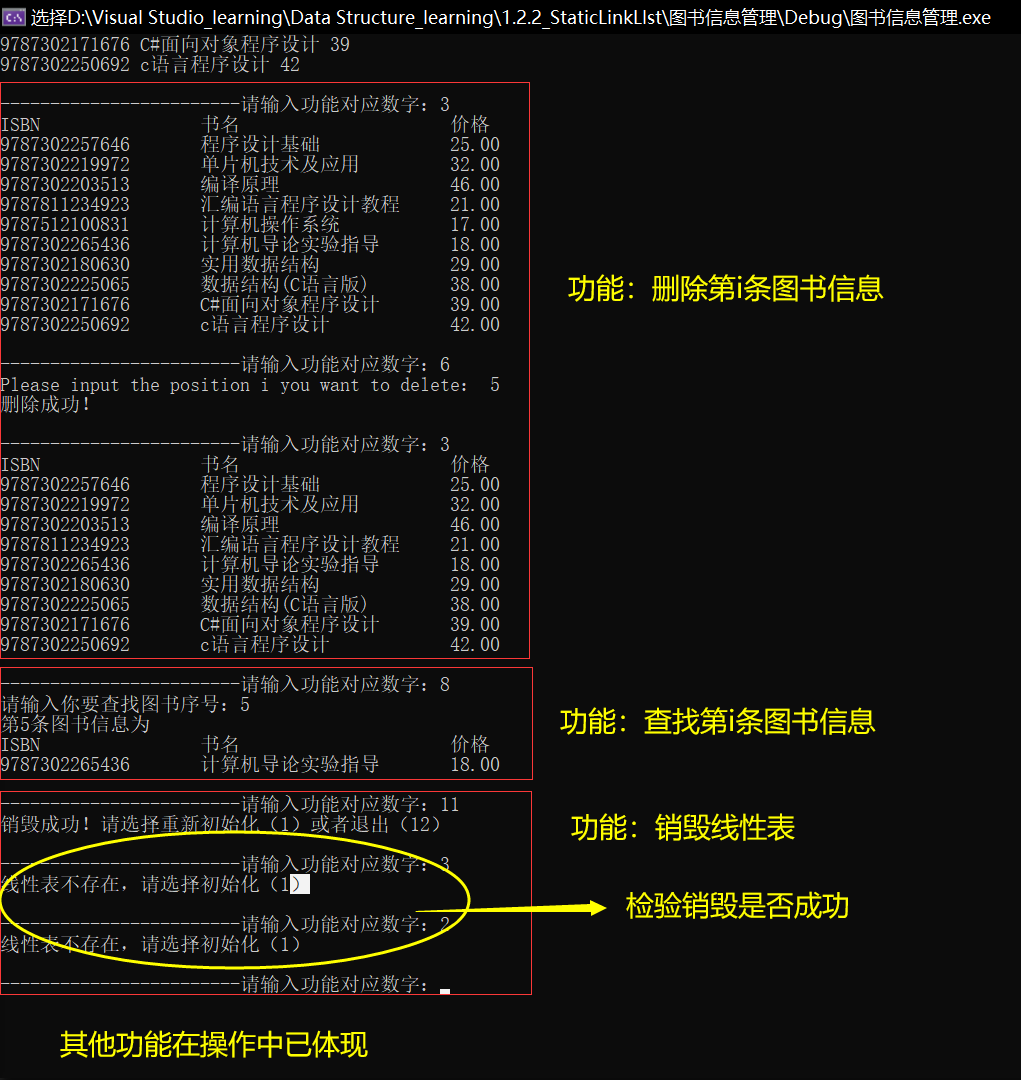 选择D:\Visual Studio_learning\Data Structure_learning\1.2.2_StaticLinkLIst\图书信息管理\Debug\图书信息管理.exe
9787302171676 C#面向对象程序设计 39
9787302250692 c语言程序设计 42
------------------------请输入功能对应数字：3
ISBN 书名 价格
9787302257646 程序设计基础 25.00
9787302219972 单片机技术及应用 32.00
9787302203513 编译原理 46.00
9787811234923 汇编语言程序设计教程 21.00
9787512100831 计算机操作系统 17.00
9787302265436 计算机导论实验指导 18.00
9787302180630 实用数据结构 29.00
9787302225065 数据结构(C语言版) 38.00
9787302171676 C#面向对象程序设计 39.00
9787302250692 c语言程序设计 42.00
功能：删除第i条图书信息
------------------------请输入功能对应数字：6
Please input the position i you want to delete： 5
删除成功！
------------------------请输入功能对应数字：3
ISBN 书名 价格
9787302257646 程序设计基础 25.00
9787302219972 单片机技术及应用 32.00
9787302203513 编译原理 46.00
9787811234923 汇编语言程序设计教程 21.00
9787302265436 计算机导论实验指导 18.00
9787302180630 实用数据结构 29.00
9787302225065 数据结构(C语言版) 38.00
9787302171676 C#面向对象程序设计 39.00
9787302250692 c语言程序设计 42.00
------------------------请输入功能对应数字：8
请输入你要查找图书序号：5
第5条图书信息为
ISBN 书名 价格
9787302265436 计算机导论实验指导 18.00
功能：查找第i条图书信息
------------------------请输入功能对应数字：11
销毁成功！请选择重新初始化（1）或者退出（12）
功能：销毁线性表
------------------------请输入功能对应数字：3
线性表不存在，请选择初始化（1）
------------------------请输入功能对应数字：2
线性表不存在，请选择初始化（1）
检验销毁是否成功
------------------------请输入功能对应数字：
其他功能在操作中已体现